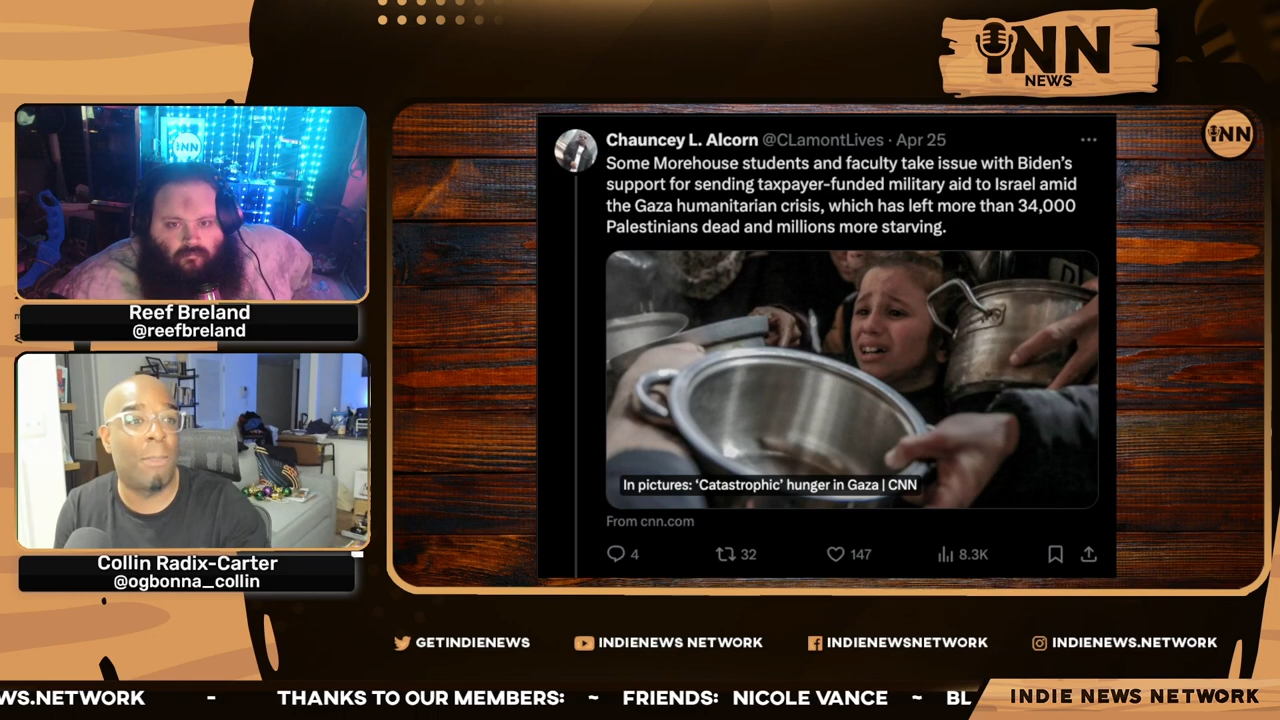 INN
NEWS
INN
INN
Reef Breland
@reefbreland
Collin Radix-Carter
@ogbonna_collin
Chauncey L. Alcorn @CLamontLives · Apr 25
Some Morehouse students and faculty take issue with Biden's
support for sending taxpayer-funded military aid to Israel amid
the Gaza humanitarian crisis, which has left more than 34,000
Palestinians dead and millions more starving.
In pictures: 'Catastrophic' hunger in Gaza | CNN
From cnn.com
4 32 147 8.3K
GETINDIENEWS INDIENEWS NETWORK INDIENEWSNETWORK INDIENEWS.NETWORK
WS.NETWORK - THANKS TO OUR MEMBERS: ~ FRIENDS: NICOLE VANCE ~ BL
INDIE NEWS NETWORK